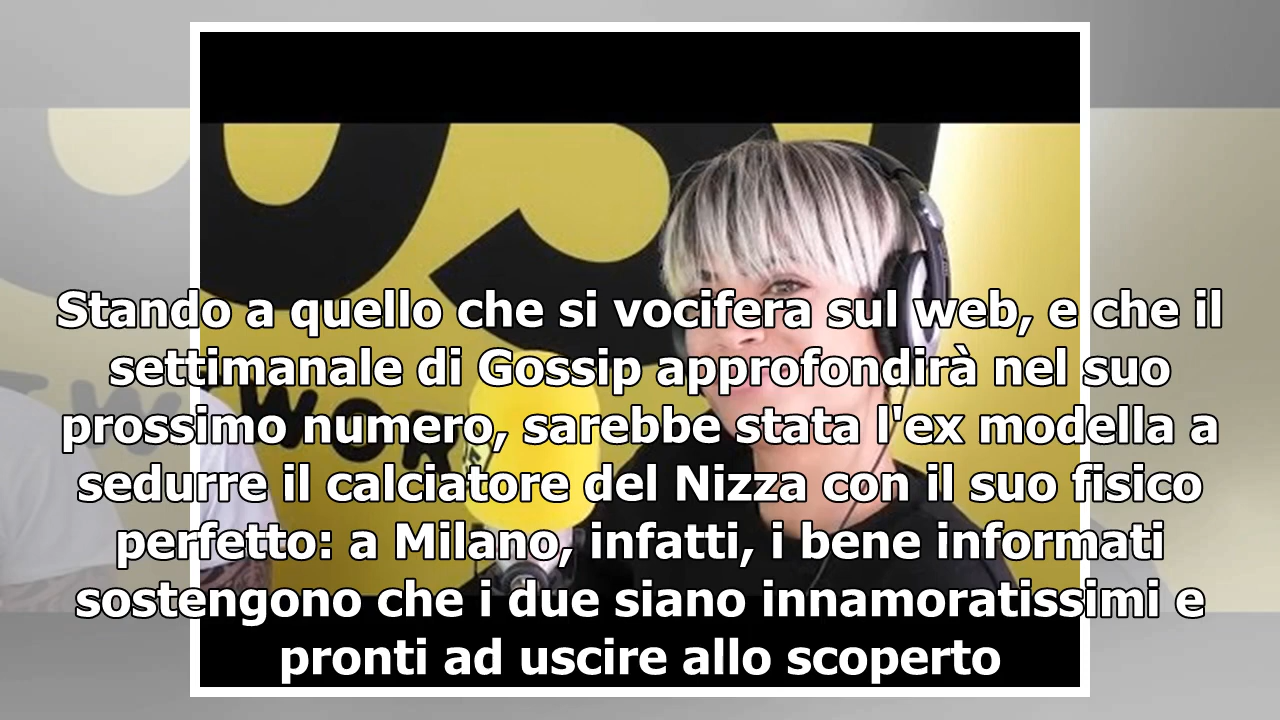 Stando a quello che si vocifera sul web, e che il
settimanale di Gossip approfondirà nel suo
prossimo numero, sarebbe stata l'ex modella a
sedurre il calciatore del Nizza con il suo fisico
perfetto: a Milano, infatti, i bene informati
sostengono che i due siano innamoratissimi e
pronti ad uscire allo scoperto